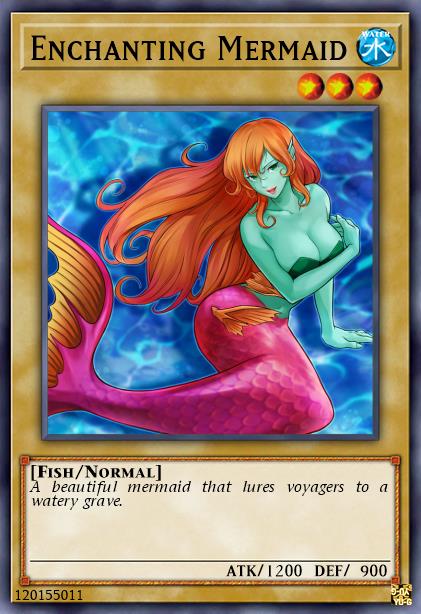 Enchanting Mermaid
WATER
水
[Fish/Normal]
A beautiful mermaid that lures voyagers to a
watery grave.
ATK/1200 DEF/ 900
120155011